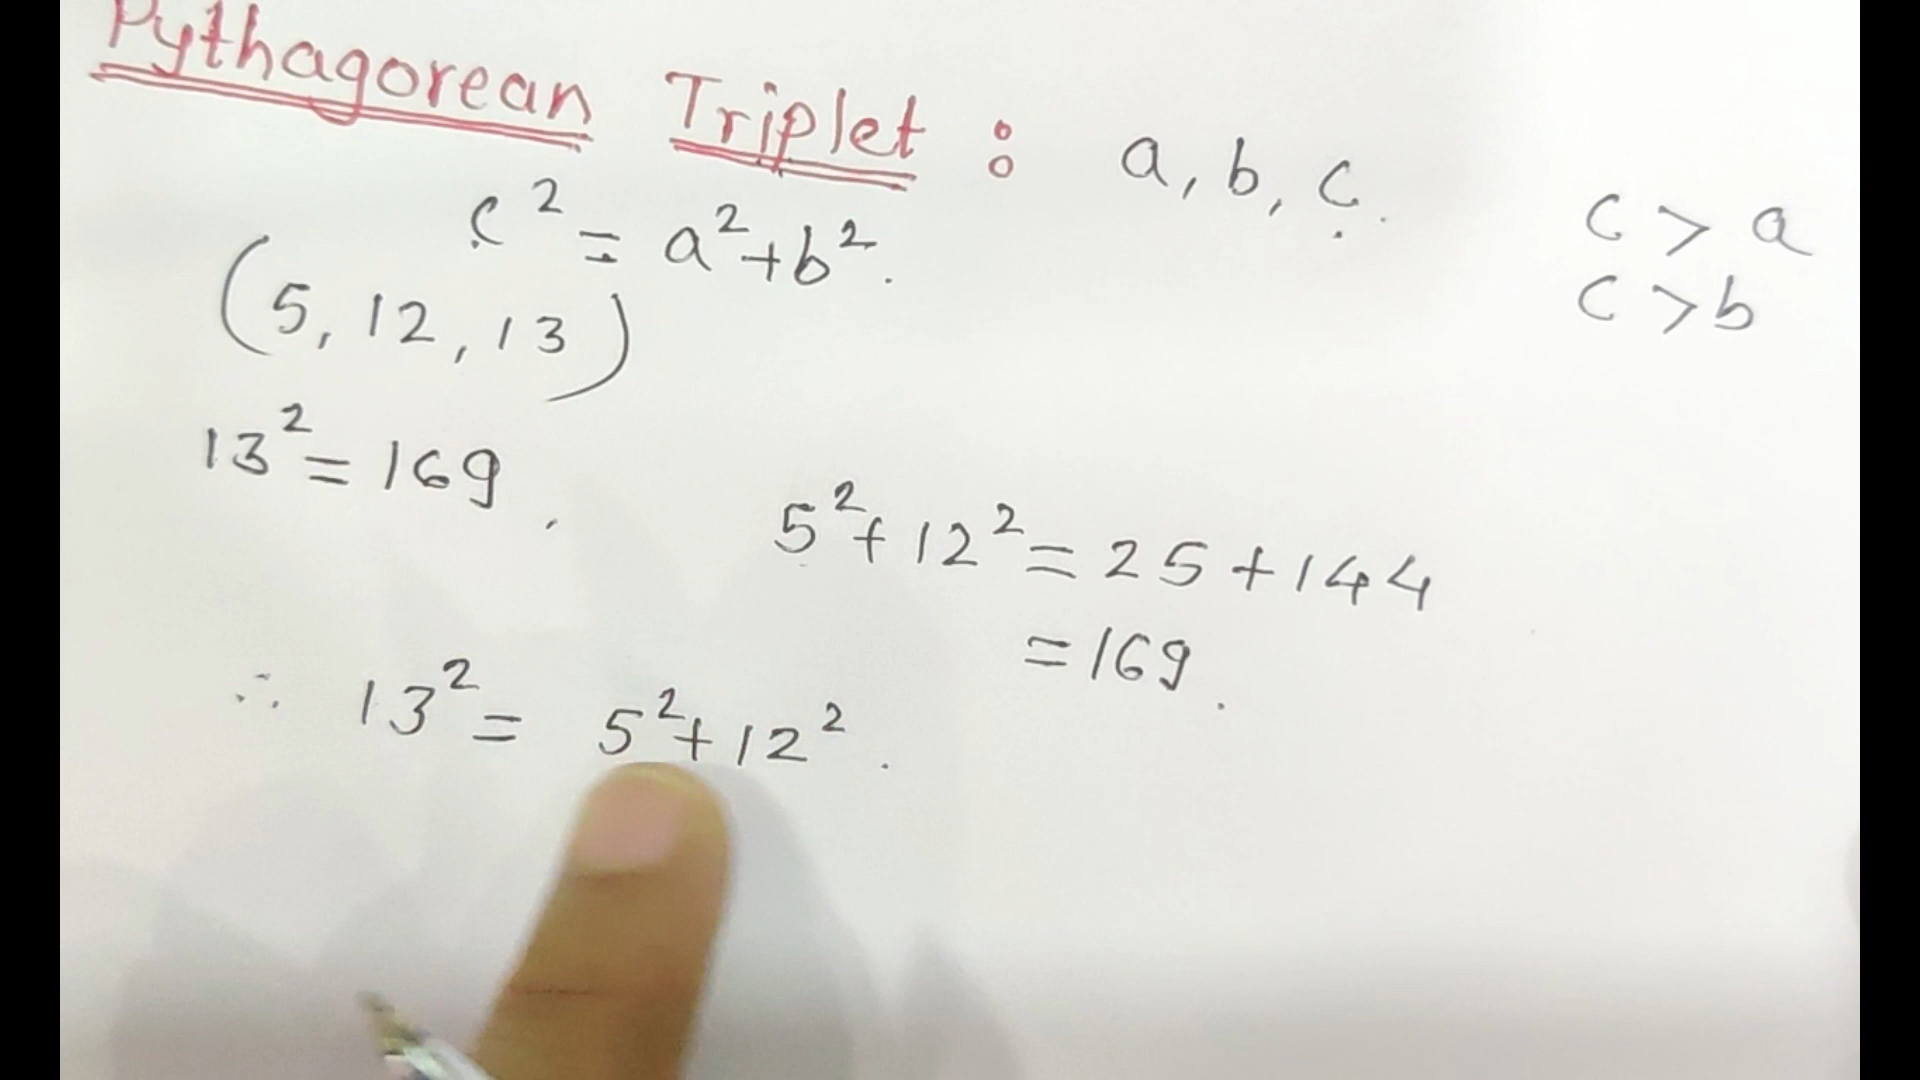 Pythagorean Triplet : a, b, c. c > a
c² = a² + b². c > b
(5, 12, 13)
13² = 169, 5² + 12² = 25 + 144
= 169.
∴ 13² = 5² + 12².